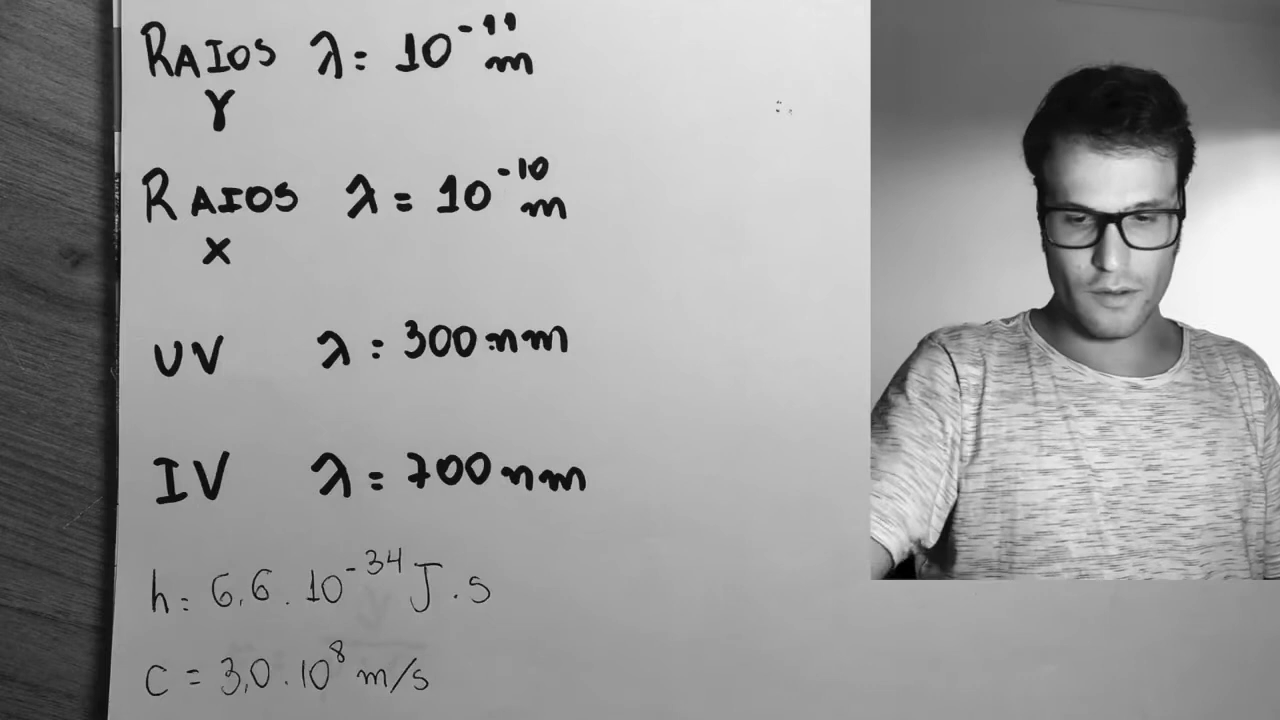 RAIOS λ = 10⁻¹¹ m
γ
RAIOS λ = 10⁻¹⁰ m
X
UV λ = 300 nm
IV λ = 700 nm
h = 6,6 . 10⁻³⁴ J . s
c = 3,0 . 10⁸ m/s